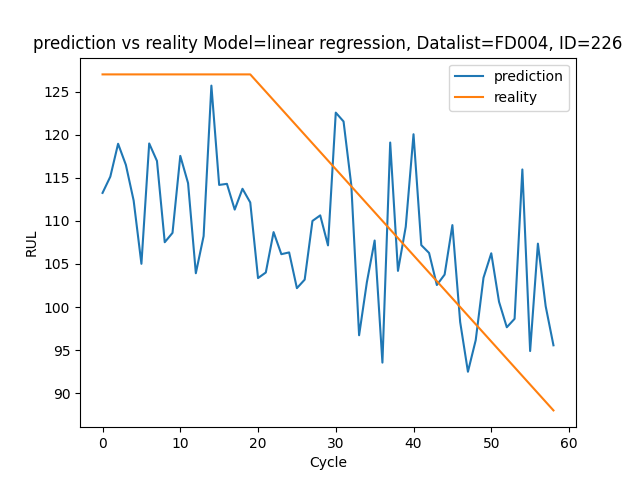 prediction vs reality Model=linear regression, Datalist=FD004, ID=226
prediction
reality
RUL
125
120
115
110
105
100
95
90
0 10 20 30 40 50 60
Cycle